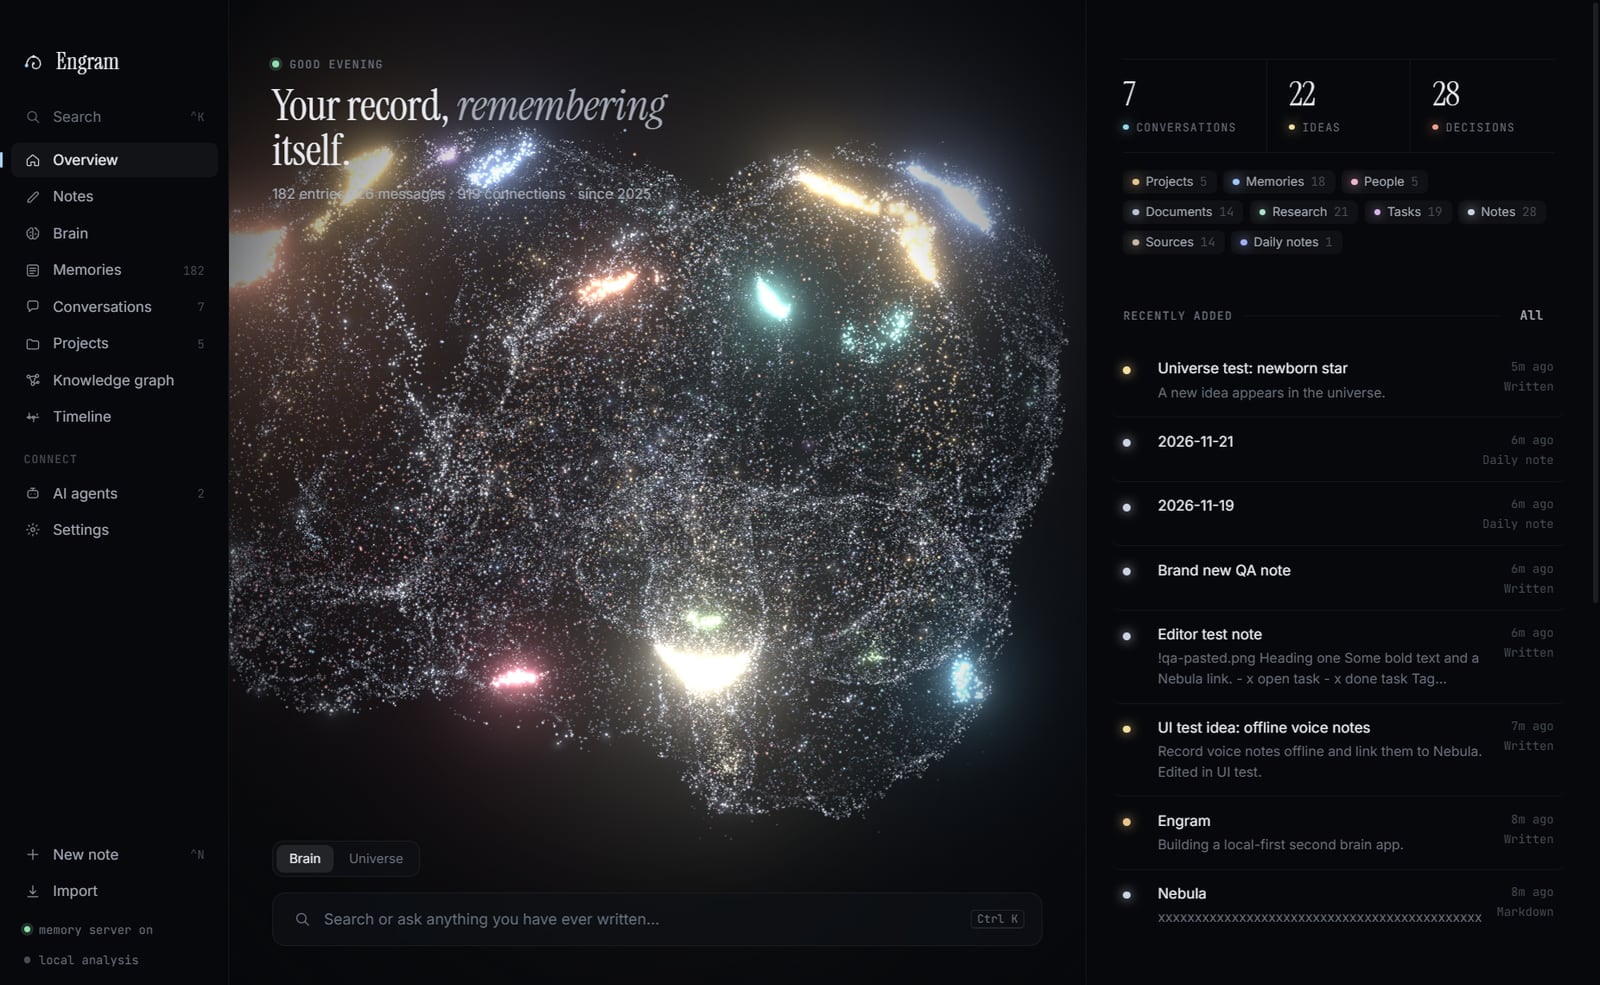 Engram
Search ^K
Overview
Notes
Brain
Memories 182
Conversations 7
Projects 5
Knowledge graph
Timeline
CONNECT
AI agents 2
Settings
New note ^N
Import
memory server on
local analysis
GOOD EVENING
Your record, remembering
itself.
182 entries · 26 messages · 919 connections · since 2025
Brain Universe
Search or ask anything you have ever written... Ctrl K
7 22 28
CONVERSATIONS IDEAS DECISIONS
Projects 5 Memories 18 People 5
Documents 14 Research 21 Tasks 19 Notes 28
Sources 14 Daily notes 1
RECENTLY ADDED All
Universe test: newborn star 5m ago
A new idea appears in the universe. Written
2026-11-21 6m ago
Daily note
2026-11-19 6m ago
Daily note
Brand new QA note 6m ago
Written
Editor test note 6m ago
!qa-pasted.png Heading one Some bold text and a Written
Nebula link. - x open task - x done task Tag...
UI test idea: offline voice notes 7m ago
Record voice notes offline and link them to Nebula. Written
Edited in UI test.
Engram 8m ago
Building a local-first second brain app. Written
Nebula 8m ago
xxxxxxxxxxxxxxxxxxxxxxxxxxxxxxxxxxxxxxxxxxxx Markdown